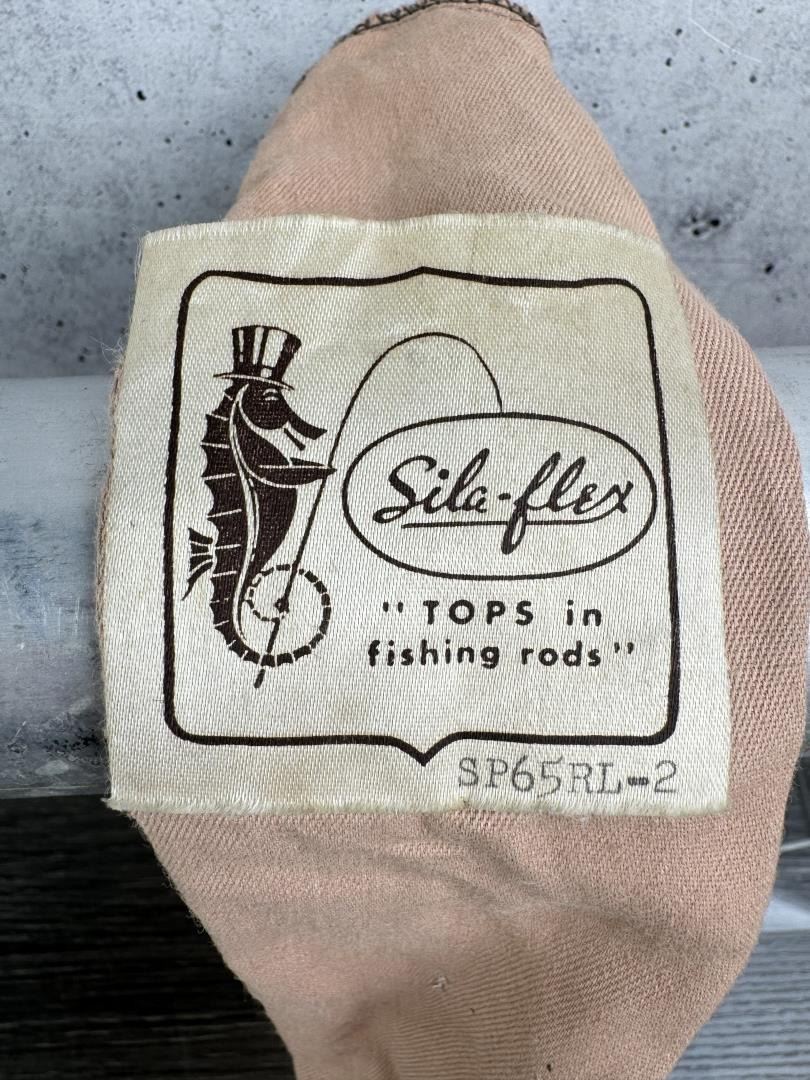 Sila-flex
"TOPS in
fishing rods"
SP65RL-2